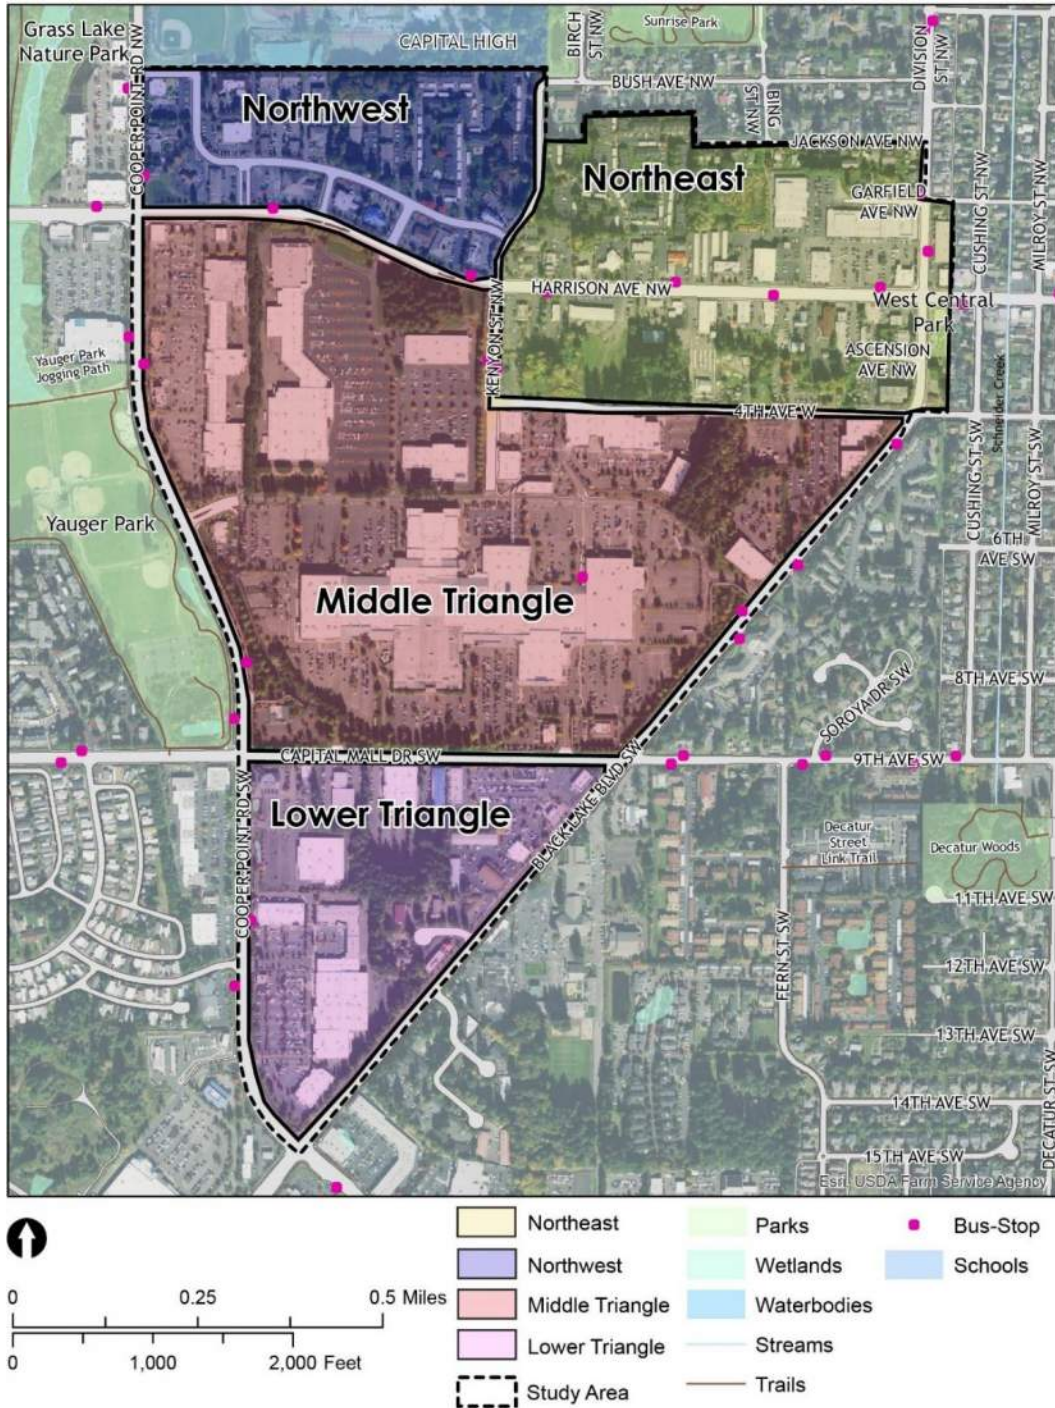 Grass Lake
Nature Park
COOPER POINT RD NW
CAPITAL HIGH
BIRCH
ST NW
Sunrise Park
DIVISION
ST NW
BUSH AVE NW
BING
ST NW
Northwest
JACKSON AVE NW
Northeast
GARFIELD
AVE NW
CUSHING ST NW
MILROY ST NW
HARRISON AVE NW
KENYON ST NW
West Central
Park
ASCENSION
AVE NW
Yauger Park
Jogging Path
4TH AVE W
Schneider Creek
CUSHING ST SW
MILROY ST SW
Yauger Park
6TH
AVE SW
Middle Triangle
8TH AVE SW
SOROYA DR SW
CAPITAL MALL DR SW
9TH AVE SW
Lower Triangle
BLACK LAKE BLVD SW
COOPER POINT RD SW
Decatur
Street
Link Trail
Decatur Woods
11TH AVE SW
FERN ST SW
12TH AVE SW
13TH AVE SW
14TH AVE SW
DECATUR ST SW
15TH AVE SW
Esri, USDA Farm Service Agency
0 0.25 0.5 Miles
0 1,000 2,000 Feet
Northeast
Northwest
Middle Triangle
Lower Triangle
Study Area
Parks
Wetlands
Waterbodies
Streams
Trails
Bus-Stop
Schools